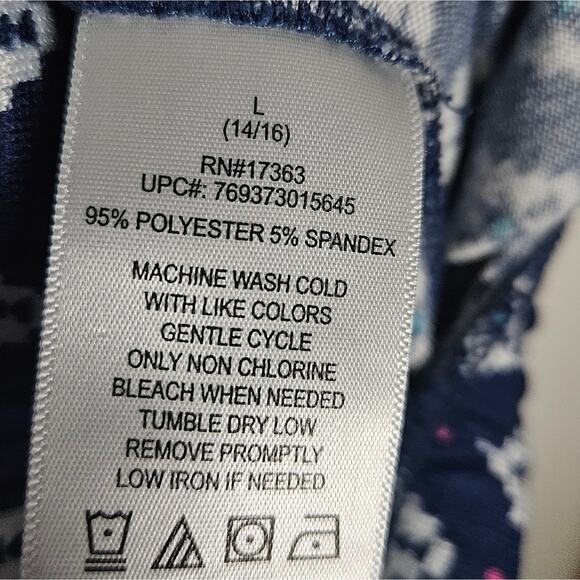 L
(14/16)
RN#17363
UPC#: 769373015645
95% POLYESTER 5% SPANDEX
MACHINE WASH COLD
WITH LIKE COLORS
GENTLE CYCLE
ONLY NON CHLORINE
BLEACH WHEN NEEDED
TUMBLE DRY LOW
REMOVE PROMPTLY
LOW IRON IF NEEDED